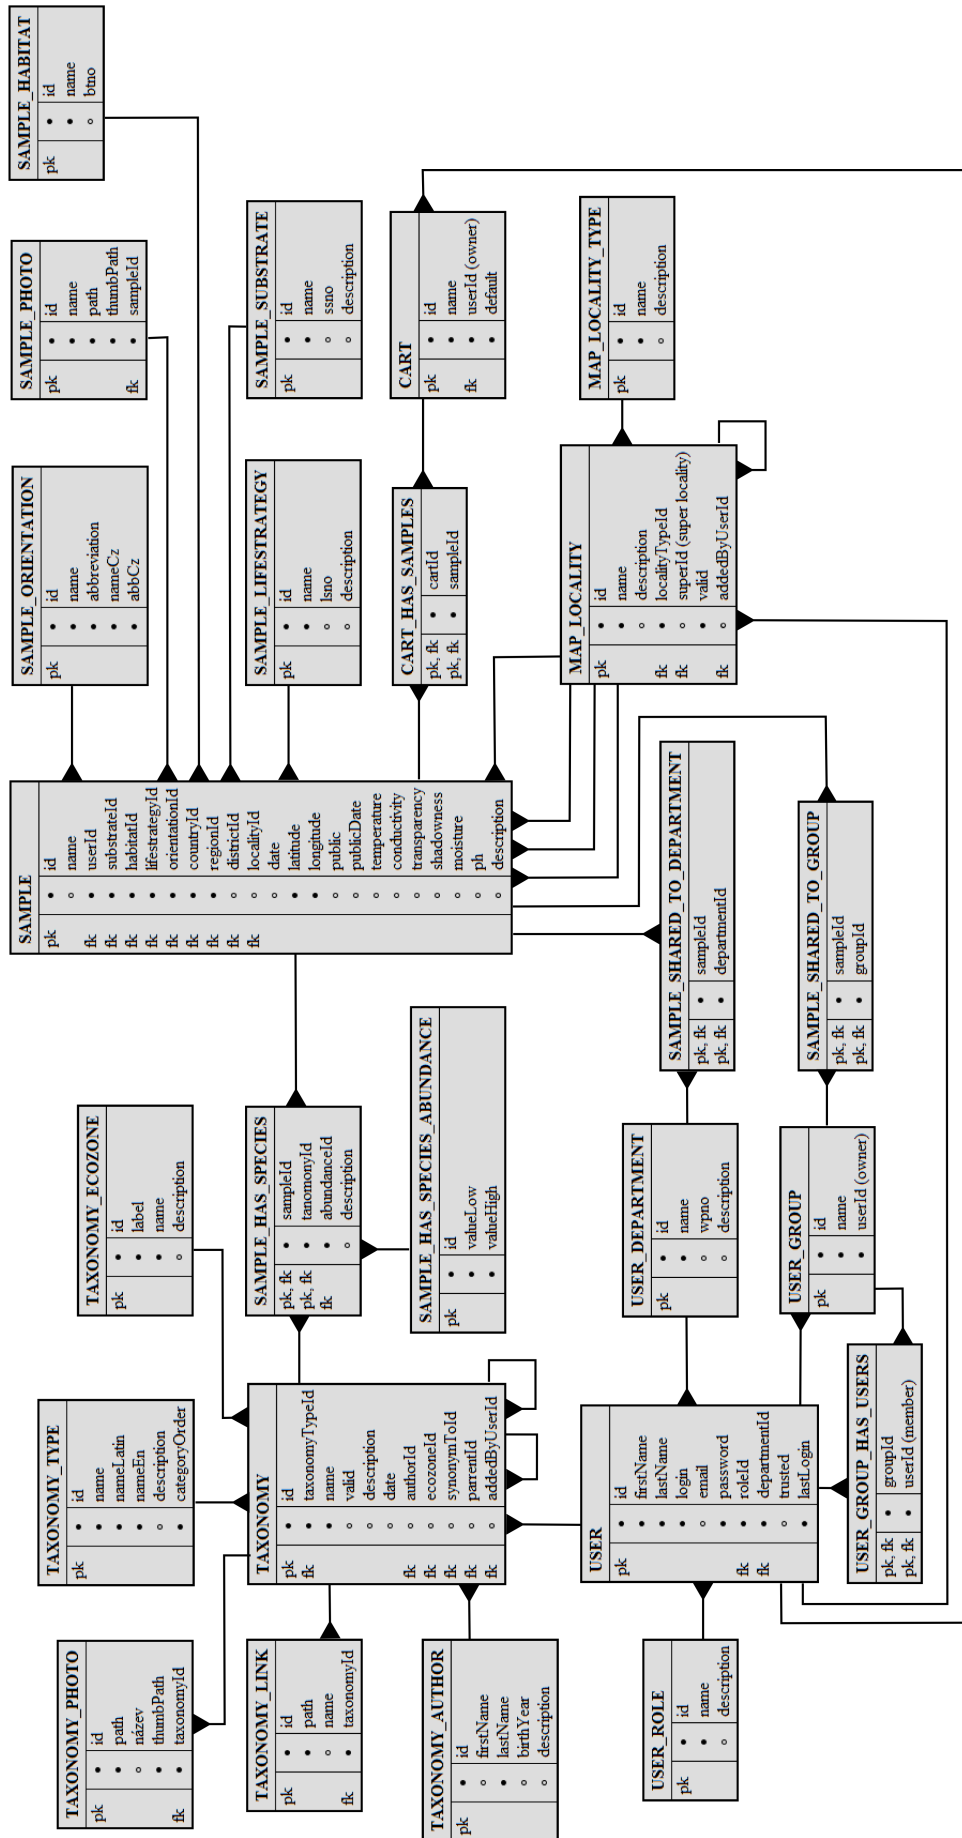 TAXONOMY_PHOTO
pk id
path
název
thumbPath
fk taxonomyId
TAXONOMY_TYPE
pk id
name
nameLatin
nameEn
description
categoryOrder
TAXONOMY_ECOZONE
pk id
label
name
description
SAMPLE
pk id
name
fk userId
fk substrateId
fk habitatId
fk lifestrategyId
fk orientationId
fk countryId
fk regionId
fk districtId
fk localityId
date
latitude
longitude
public
publicDate
temperature
conductivity
transparency
shadowness
moisture
ph
description
SAMPLE_ORIENTATION
pk id
name
abbreviation
nameCz
abbCz
SAMPLE_PHOTO
pk id
name
path
thumbPath
fk sampleId
SAMPLE_HABITAT
pk id
name
btno
TAXONOMY_LINK
pk id
path
name
fk taxonomyId
TAXONOMY
pk id
fk taxonomyTypeId
name
valid
description
date
fk authorId
fk ecozoneId
fk synonymToId
fk parrentId
fk addedByUserId
SAMPLE_HAS_SPECIES
pk, fk sampleId
pk, fk tanomonyId
fk abundanceId
description
SAMPLE_LIFESTRATEGY
pk id
name
lsno
description
SAMPLE_SUBSTRATE
pk id
name
ssno
description
TAXONOMY_AUTHOR
pk id
firstName
lastName
birthYear
description
SAMPLE_HAS_SPECIES_ABUNDANCE
pk id
valueLow
valueHigh
CART_HAS_SAMPLES
pk, fk cartId
pk, fk sampleId
CART
pk id
name
fk userId (owner)
default
USER_ROLE
pk id
name
description
USER
pk id
firstName
lastName
login
email
password
fk roleId
fk departmentId
trusted
lastLogin
USER_DEPARTMENT
pk id
name
wpno
description
SAMPLE_SHARED_TO_DEPARTMENT
pk, fk sampleId
pk, fk departmentId
MAP_LOCALITY
pk id
name
description
fk localityTypeId
fk superId (super locality)
valid
fk addedByUserId
MAP_LOCALITY_TYPE
pk id
name
description
USER_GROUP_HAS_USERS
pk, fk groupId
pk, fk userId (member)
USER_GROUP
pk id
name
userId (owner)
SAMPLE_SHARED_TO_GROUP
pk, fk sampleId
pk, fk groupId